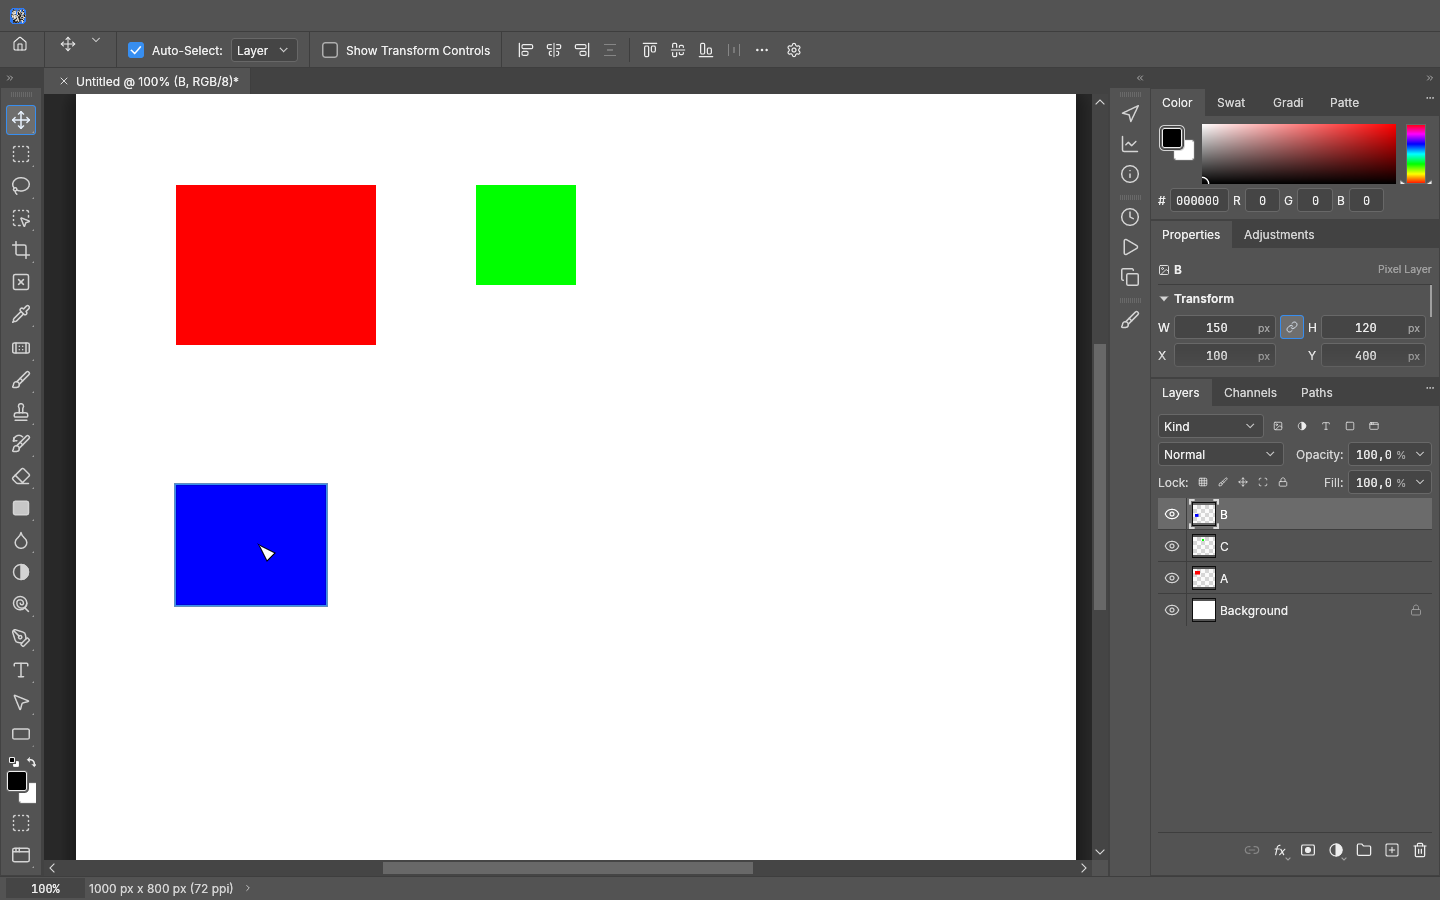 Auto-Select: Layer Show Transform Controls
Untitled @ 100% (B, RGB/8)*
Color Swat Gradi Patte
# 000000 R 0 G 0 B 0
Properties Adjustments
B Pixel Layer
Transform
W 150 px H 120 px
X 100 px Y 400 px
Layers Channels Paths
Kind
Normal Opacity: 100,0 %
Lock: Fill: 100,0 %
B
C
A
Background
fx
100% 1000 px x 800 px (72 ppi)